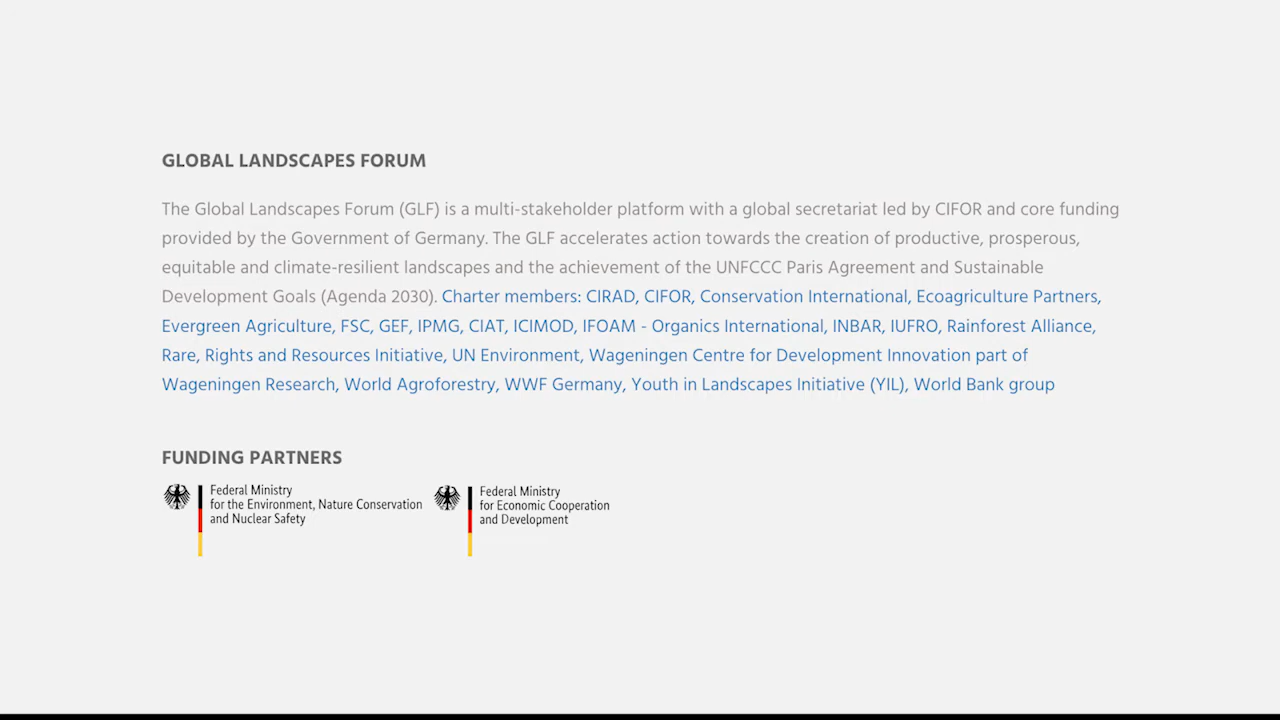 GLOBAL LANDSCAPES FORUM
The Global Landscapes Forum (GLF) is a multi-stakeholder platform with a global secretariat led by CIFOR and core funding
provided by the Government of Germany. The GLF accelerates action towards the creation of productive, prosperous,
equitable and climate-resilient landscapes and the achievement of the UNFCCC Paris Agreement and Sustainable
Development Goals (Agenda 2030). Charter members: CIRAD, CIFOR, Conservation International, Ecoagriculture Partners,
Evergreen Agriculture, FSC, GEF, IPMG, CIAT, ICIMOD, IFOAM - Organics International, INBAR, IUFRO, Rainforest Alliance,
Rare, Rights and Resources Initiative, UN Environment, Wageningen Centre for Development Innovation part of
Wageningen Research, World Agroforestry, WWF Germany, Youth in Landscapes Initiative (YIL), World Bank group
FUNDING PARTNERS
Federal Ministry
for the Environment, Nature Conservation
and Nuclear Safety
Federal Ministry
for Economic Cooperation
and Development